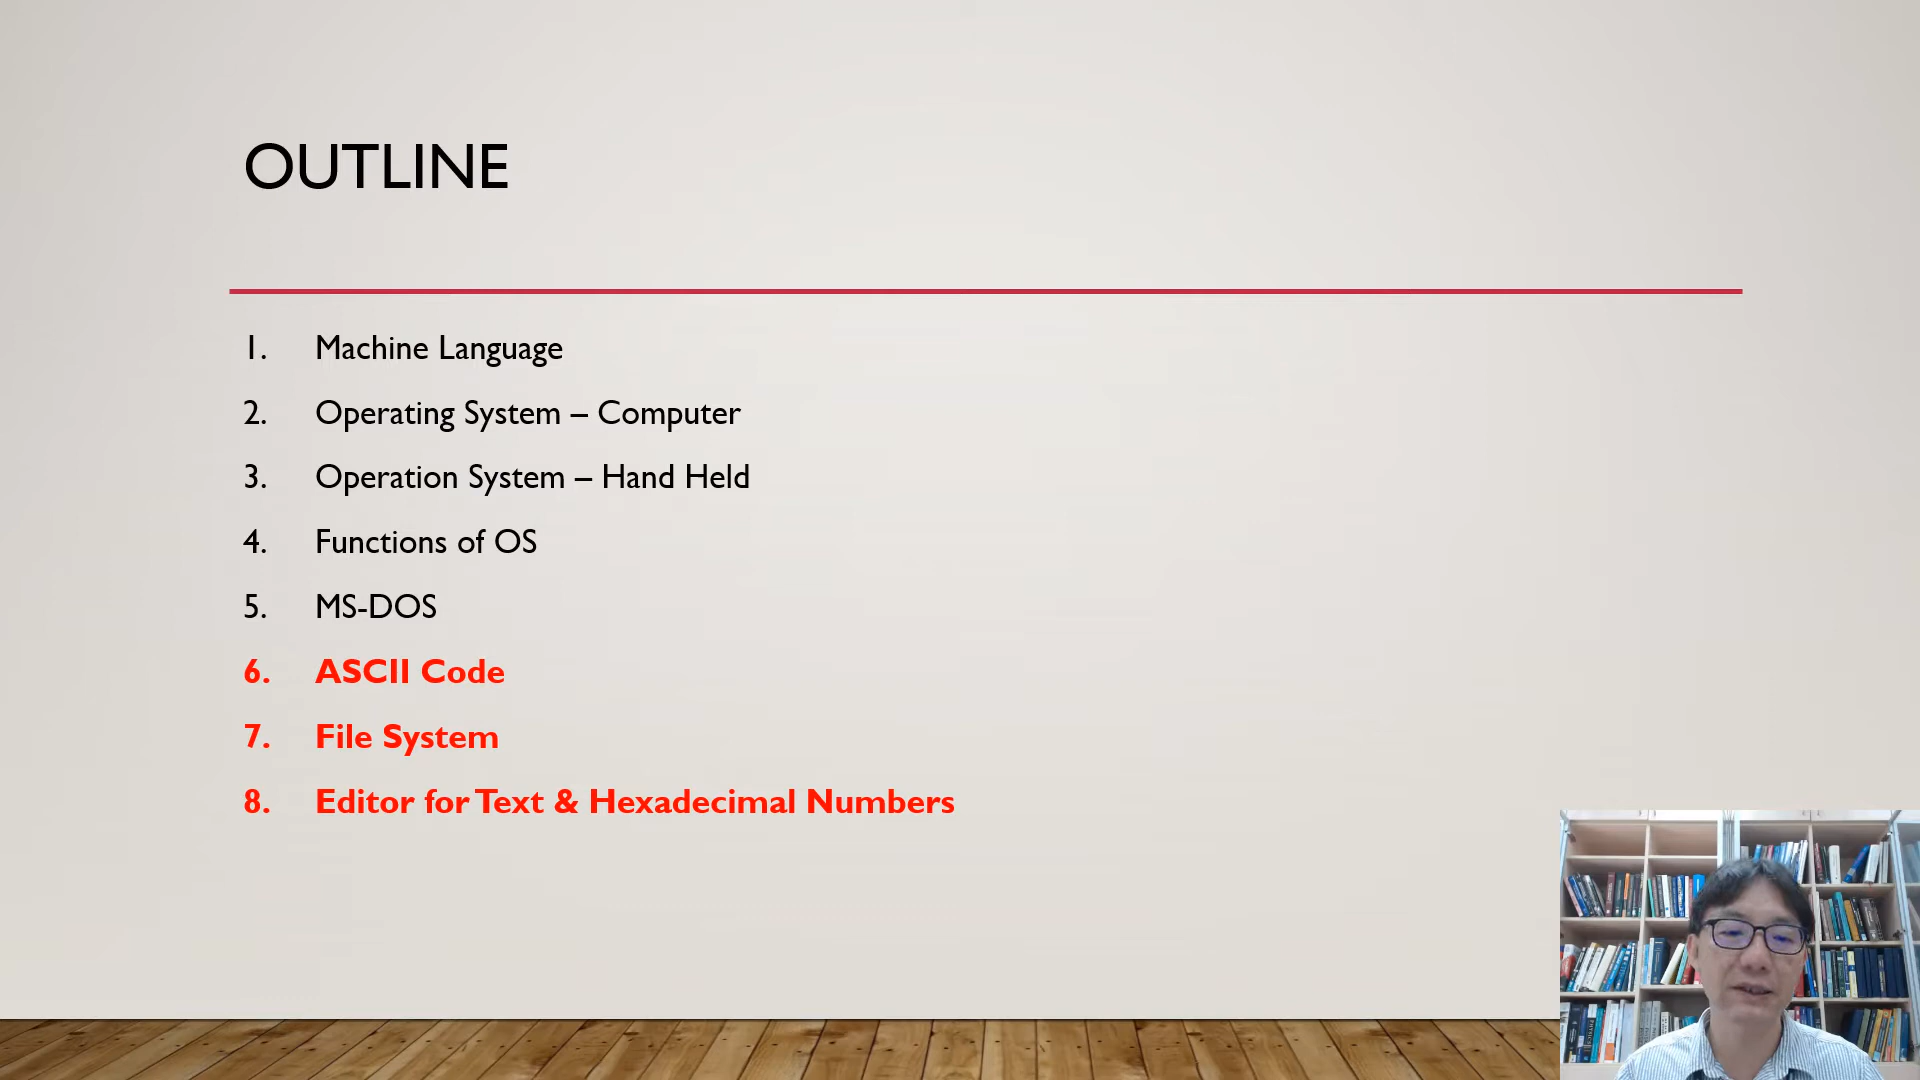 OUTLINE
1. Machine Language
2. Operating System – Computer
3. Operation System – Hand Held
4. Functions of OS
5. MS-DOS
6. ASCII Code
7. File System
8. Editor for Text & Hexadecimal Numbers